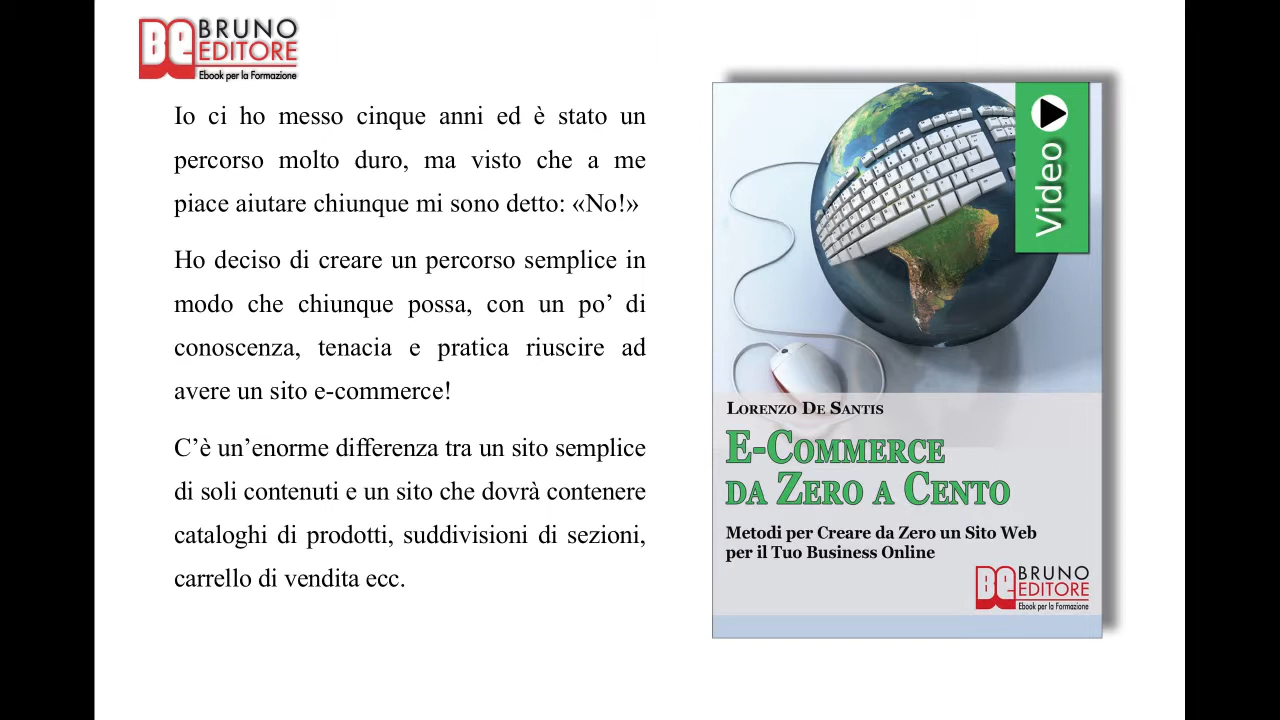 BRUNO
EDITORE
Ebook per la Formazione
Io ci ho messo cinque anni ed è stato un
percorso molto duro, ma visto che a me
piace aiutare chiunque mi sono detto: «No!»
Ho deciso di creare un percorso semplice in
modo che chiunque possa, con un po’ di
conoscenza, tenacia e pratica riuscire ad
avere un sito e-commerce!
C’è un’enorme differenza tra un sito semplice
di soli contenuti e un sito che dovrà contenere
cataloghi di prodotti, suddivisioni di sezioni,
carrello di vendita ecc.
Video
Lorenzo De Santis
E-Commerce
da Zero a Cento
Metodi per Creare da Zero un Sito Web
per il Tuo Business Online
BRUNO
EDITORE
Ebook per la Formazione